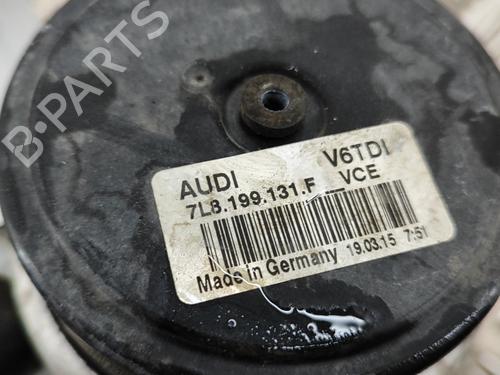 B-PARTS
AUDI V6TDI
7L8.199.131.F VCE
Made in Germany 19.03.15 7:51